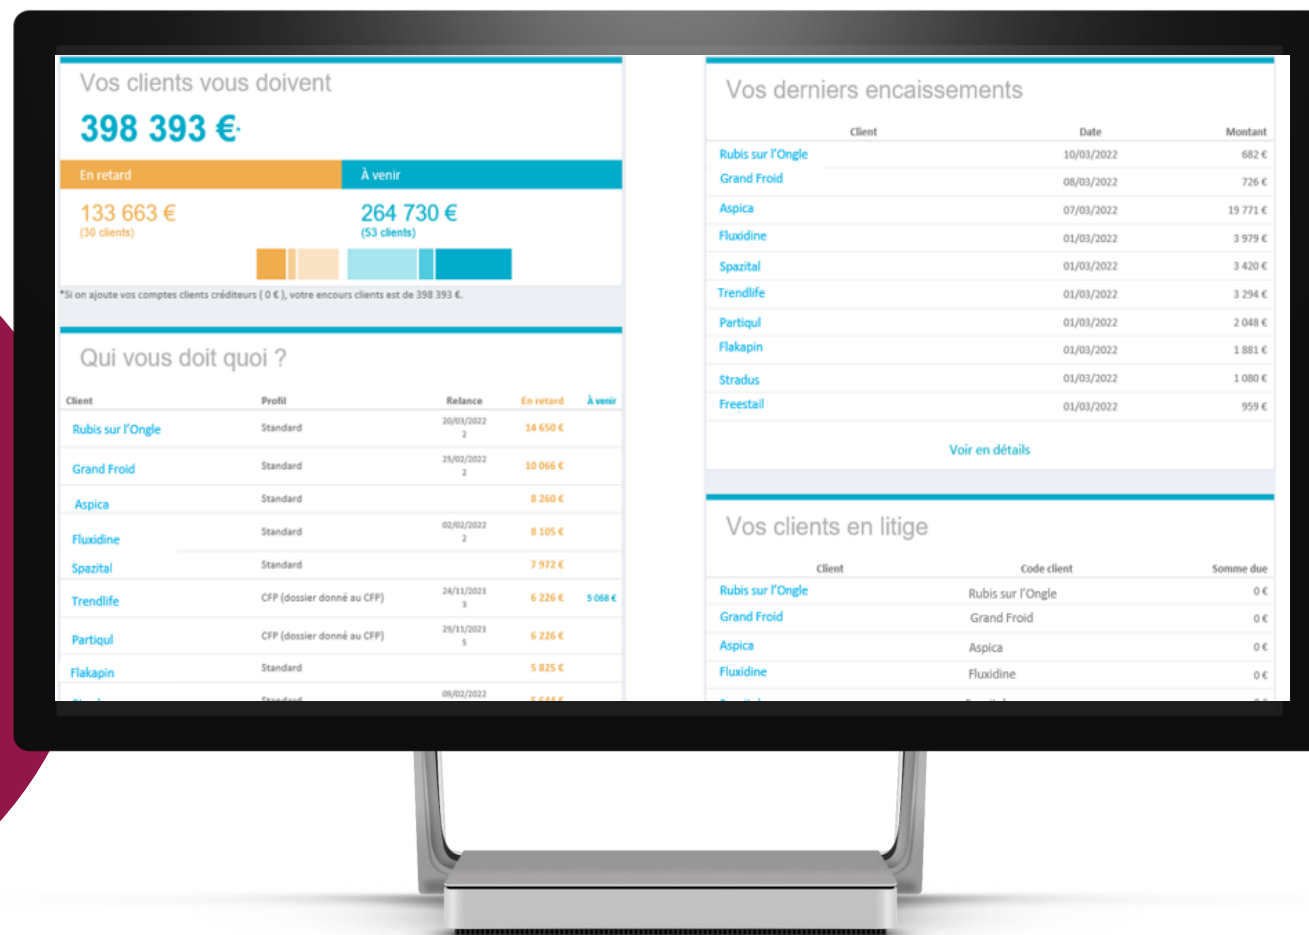 Vos clients vous doivent
398 393 €*
En retard À venir
133 663 € 264 730 €
(30 clients) (53 clients)
*Si on ajoute vos comptes clients créditeurs ( 0 € ), votre encours clients est de 398 393 €.
Qui vous doit quoi ?
Client Profil Relance En retard À venir
Rubis sur l'Ongle Standard 20/03/2022 14 650 €
2
Grand Froid Standard 25/02/2022 10 066 €
2
Aspica Standard 8 260 €
Fluxidine Standard 02/02/2022 8 105 €
2
Spazital Standard 7 972 €
Trendlife CFP (dossier donné au CFP) 24/11/2021 6 226 € 5 068 €
3
Partiqul CFP (dossier donné au CFP) 29/11/2021 6 226 €
5
Flakapin Standard 5 825 €
09/02/2022
Vos derniers encaissements
Client Date Montant
Rubis sur l'Ongle 10/03/2022 682 €
Grand Froid 08/03/2022 726 €
Aspica 07/03/2022 19 771 €
Fluxidine 01/03/2022 3 979 €
Spazital 01/03/2022 3 420 €
Trendlife 01/03/2022 3 294 €
Partiqul 01/03/2022 2 048 €
Flakapin 01/03/2022 1 881 €
Stradus 01/03/2022 1 080 €
Freestail 01/03/2022 959 €
Voir en détails
Vos clients en litige
Client Code client Somme due
Rubis sur l'Ongle Rubis sur l'Ongle 0 €
Grand Froid Grand Froid 0 €
Aspica Aspica 0 €
Fluxidine Fluxidine 0 €